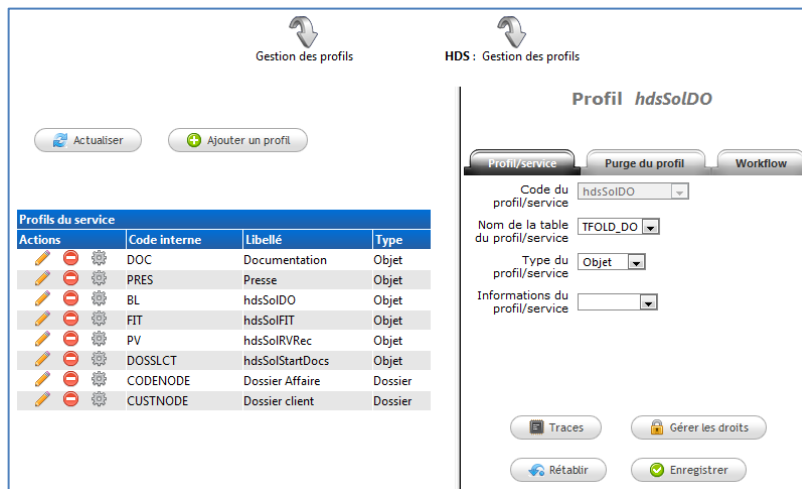 Gestion des profils
HDS : Gestion des profils
Profil hdsSolDO
Actualiser
Ajouter un profil
Profil/service
Purge du profil
Workflow
Code du profil/service
hdsSolDO
Nom de la table du profil/service
TFOLD_DO
Type du profil/service
Objet
Informations du profil/service
Profils du service
Actions Code interne Libellé Type
DOC Documentation Objet
PRES Presse Objet
BL hdsSolDO Objet
FIT hdsSolFIT Objet
PV hdsSolRVRec Objet
DOSSLCT hdsSolStartDocs Objet
CODENODE Dossier Affaire Dossier
CUSTNODE Dossier client Dossier
Traces
Gérer les droits
Rétablir
Enregistrer